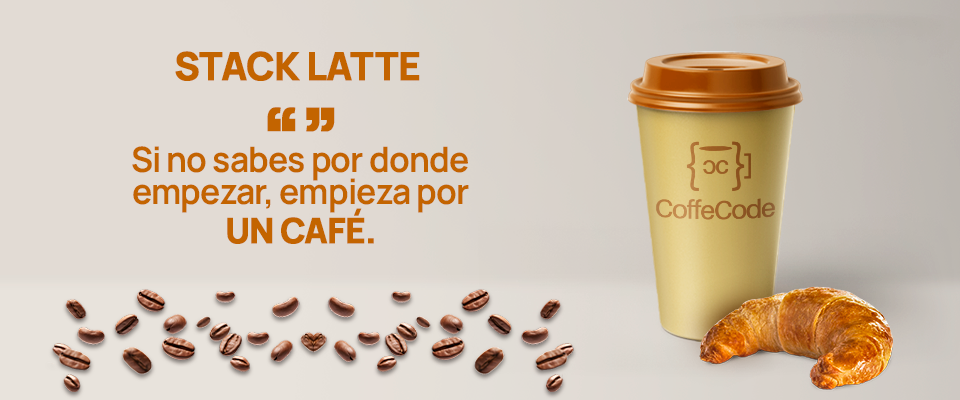 STACK LATTE
“ ”
Si no sabes por donde
empezar, empieza por
UN CAFÉ.
{ɔc}]
CoffeCode